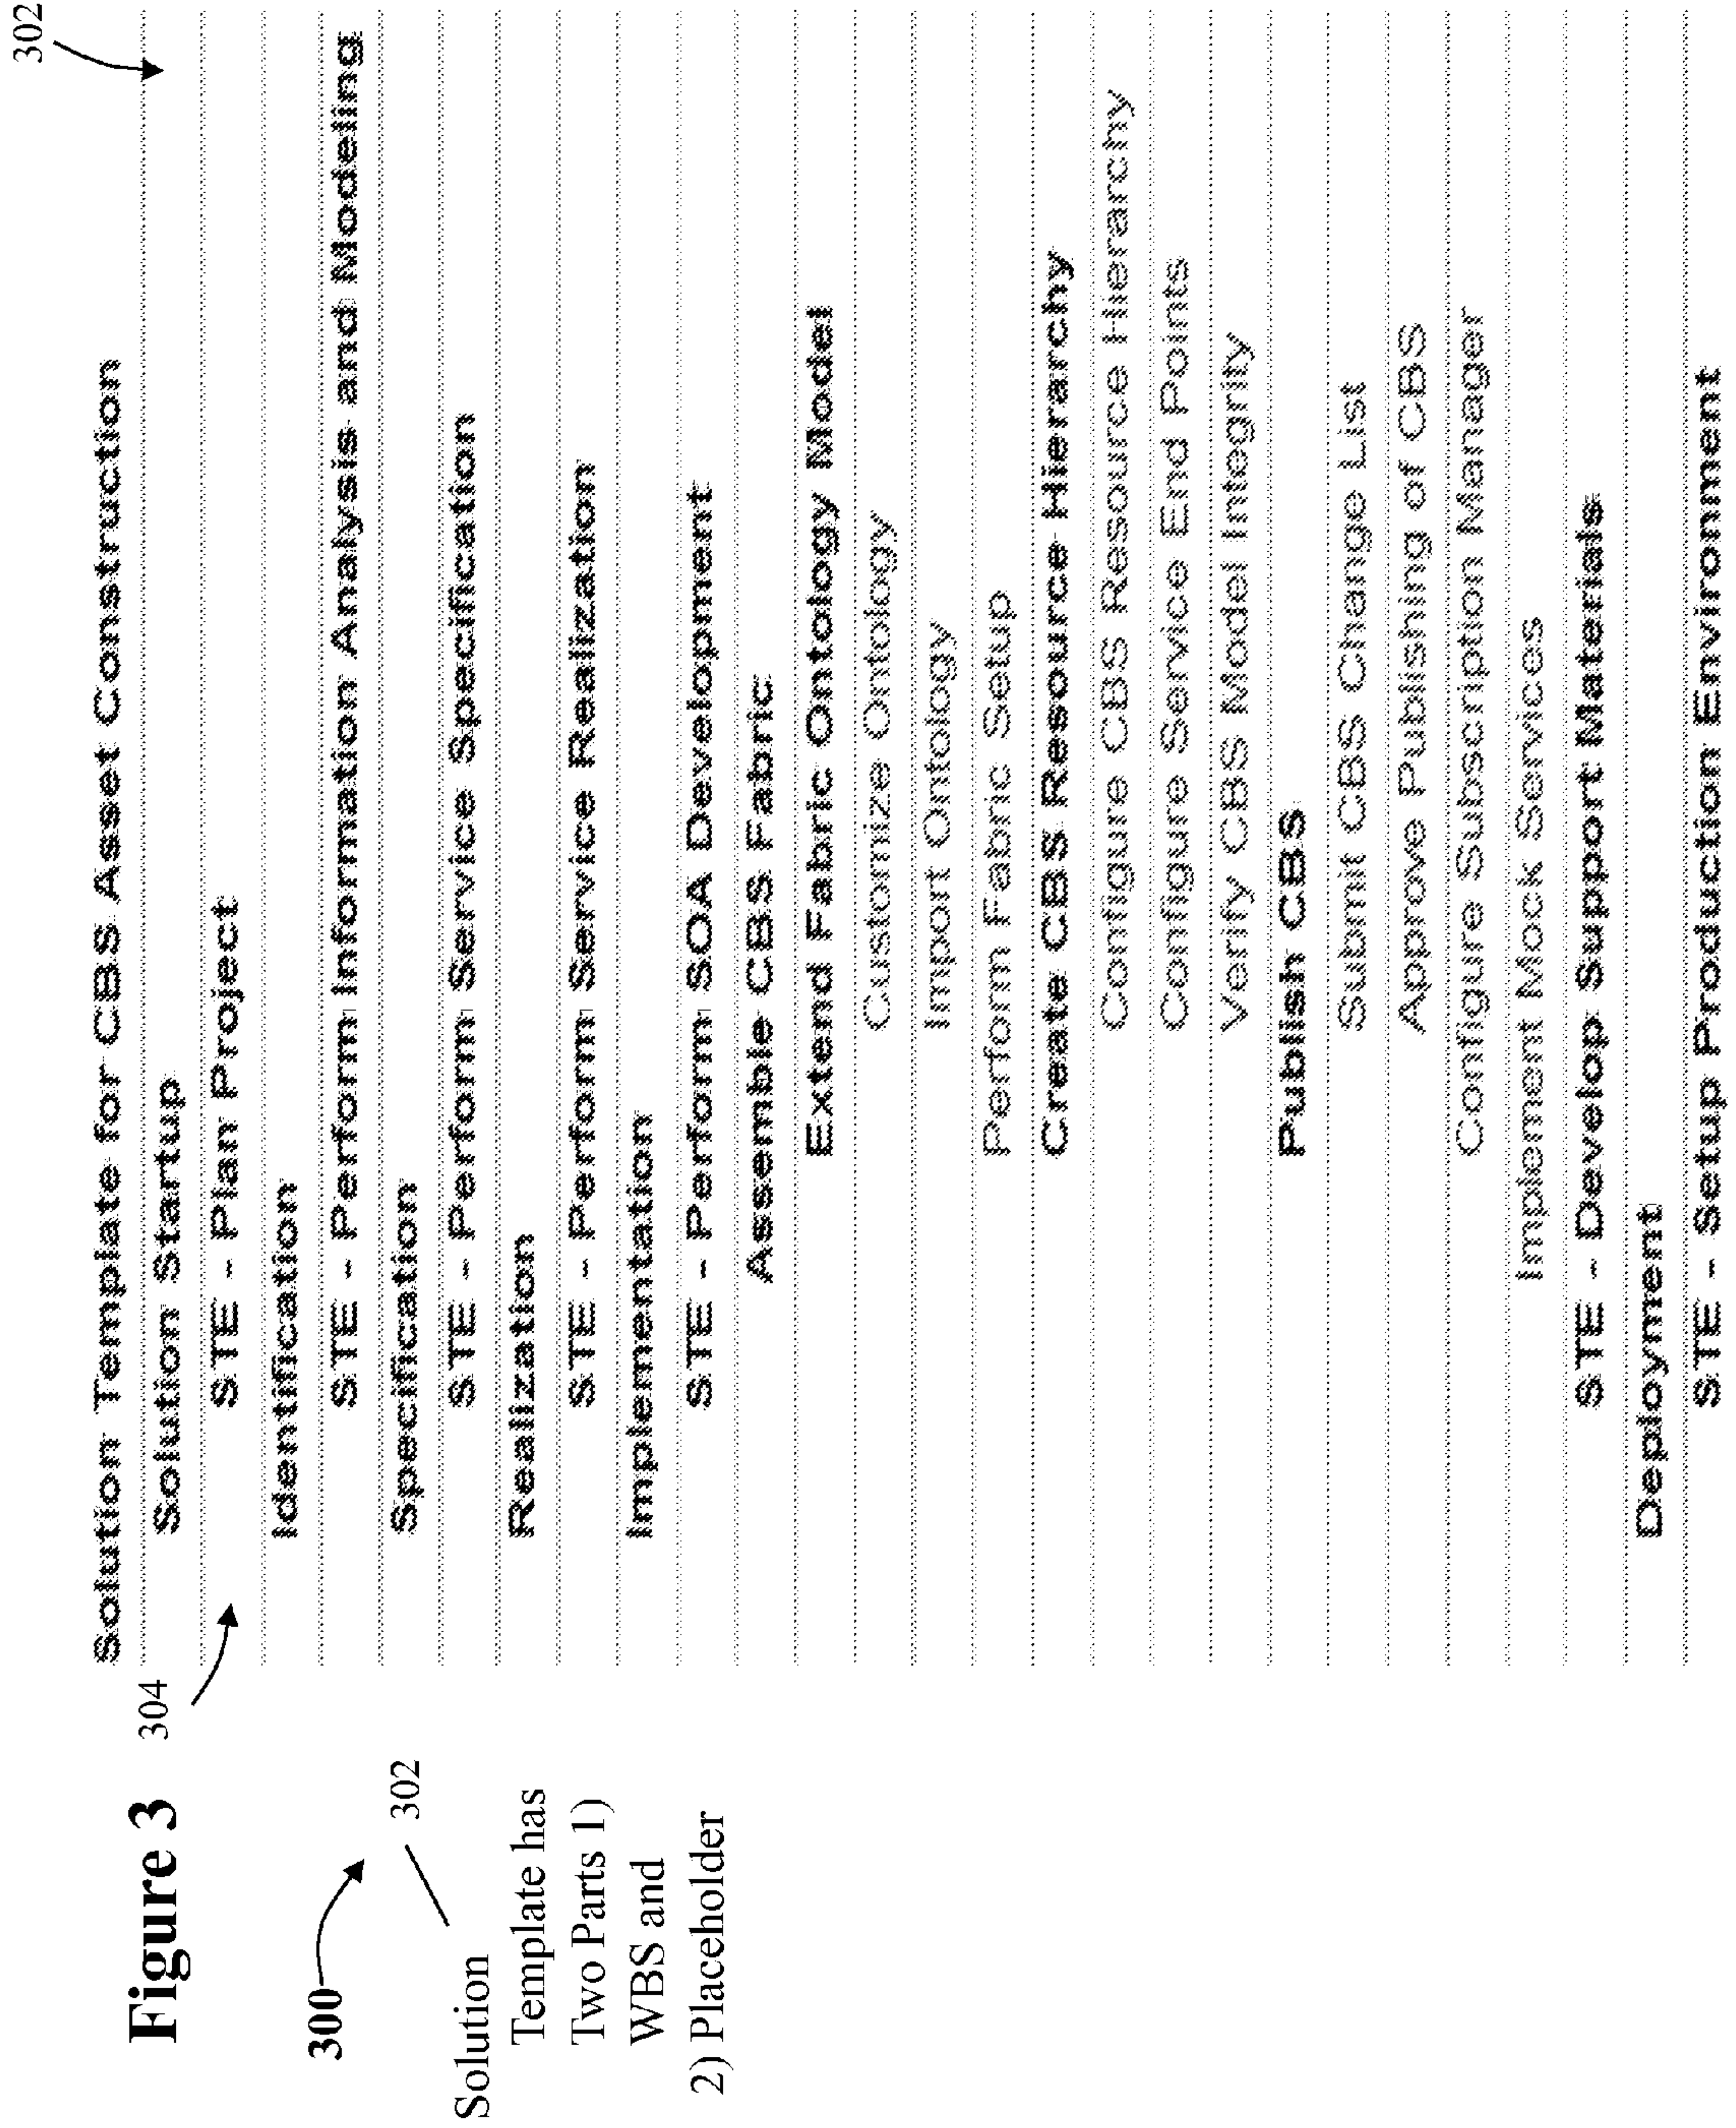 Figure 3
300
302
Solution
Template has
Two Parts 1)
WBS and
2) Placeholder
304
302
Solution Template for CBS Asset Construction
Solution Startup
STE - Plan Project
Identification
STE - Perform Information Analysis and Modeling
Specification
STE - Perform Service Specification
Realization
STE - Perform Service Realization
Implementation
STE - Perform SOA Development
Assemble CBS Fabric
Extend Fabric Ontology Model
Customize Ontology
Import Ontology
Perform Fabric Setup
Create CBS Resource Hierarchy
Configure CBS Resource Hierarchy
Configure Service End Points
Verify CBS Model Integrity
Publish CBS
Submit CBS Change List
Approve Publishing of CBS
Configure Subscription Manager
Implement Mock Services
STE - Develop Support Materials
Deployment
STE - Setup Production Environment